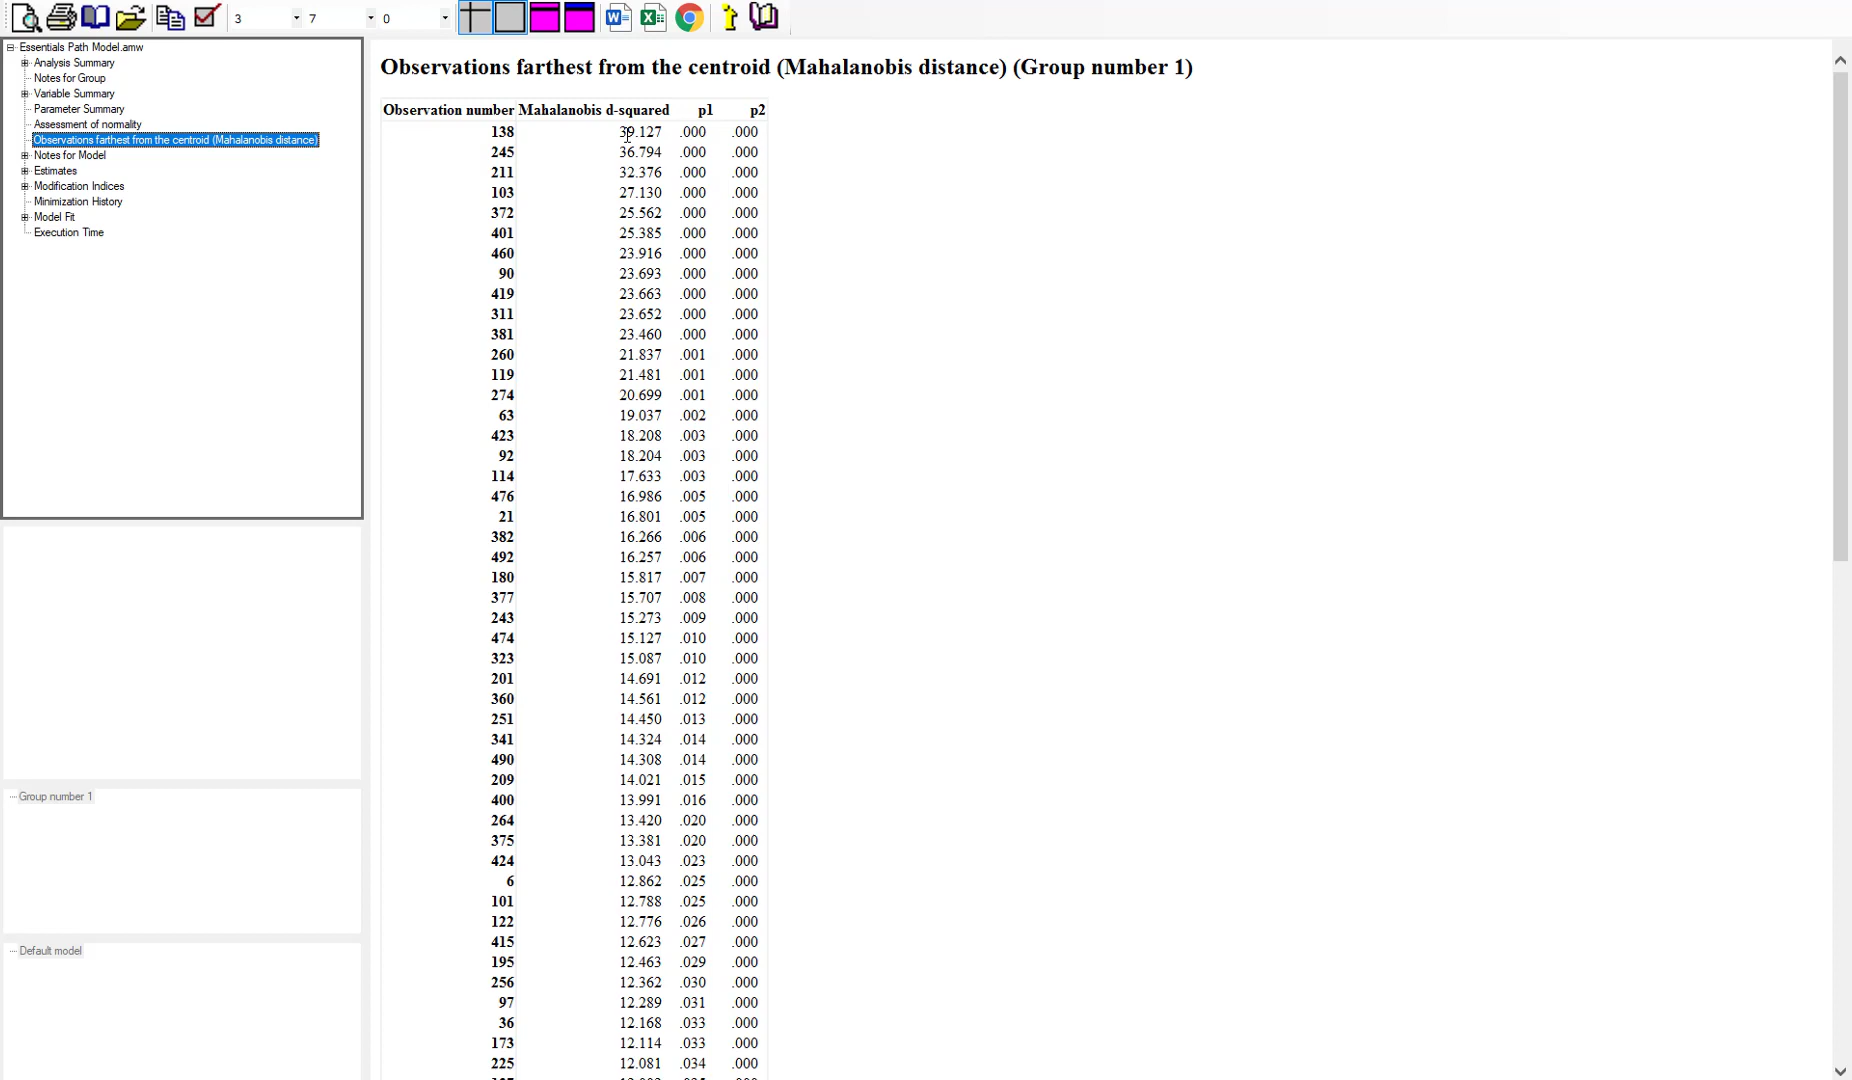 3 7 0
Essentials Path Model.amw
Analysis Summary
Notes for Group
Variable Summary
Parameter Summary
Assessment of normality
Observations farthest from the centroid (Mahalanobis distance)
Notes for Model
Estimates
Modification Indices
Minimization History
Model Fit
Execution Time
Group number 1
Default model
Observations farthest from the centroid (Mahalanobis distance) (Group number 1)
Observation number Mahalanobis d-squared p1 p2
138 39.127 .000 .000
245 36.794 .000 .000
211 32.376 .000 .000
103 27.130 .000 .000
372 25.562 .000 .000
401 25.385 .000 .000
460 23.916 .000 .000
90 23.693 .000 .000
419 23.663 .000 .000
311 23.652 .000 .000
381 23.460 .000 .000
260 21.837 .001 .000
119 21.481 .001 .000
274 20.699 .001 .000
63 19.037 .002 .000
423 18.208 .003 .000
92 18.204 .003 .000
114 17.633 .003 .000
476 16.986 .005 .000
21 16.801 .005 .000
382 16.266 .006 .000
492 16.257 .006 .000
180 15.817 .007 .000
377 15.707 .008 .000
243 15.273 .009 .000
474 15.127 .010 .000
323 15.087 .010 .000
201 14.691 .012 .000
360 14.561 .012 .000
251 14.450 .013 .000
341 14.324 .014 .000
490 14.308 .014 .000
209 14.021 .015 .000
400 13.991 .016 .000
264 13.420 .020 .000
375 13.381 .020 .000
424 13.043 .023 .000
6 12.862 .025 .000
101 12.788 .025 .000
122 12.776 .026 .000
415 12.623 .027 .000
195 12.463 .029 .000
256 12.362 .030 .000
97 12.289 .031 .000
36 12.168 .033 .000
173 12.114 .033 .000
225 12.081 .034 .000